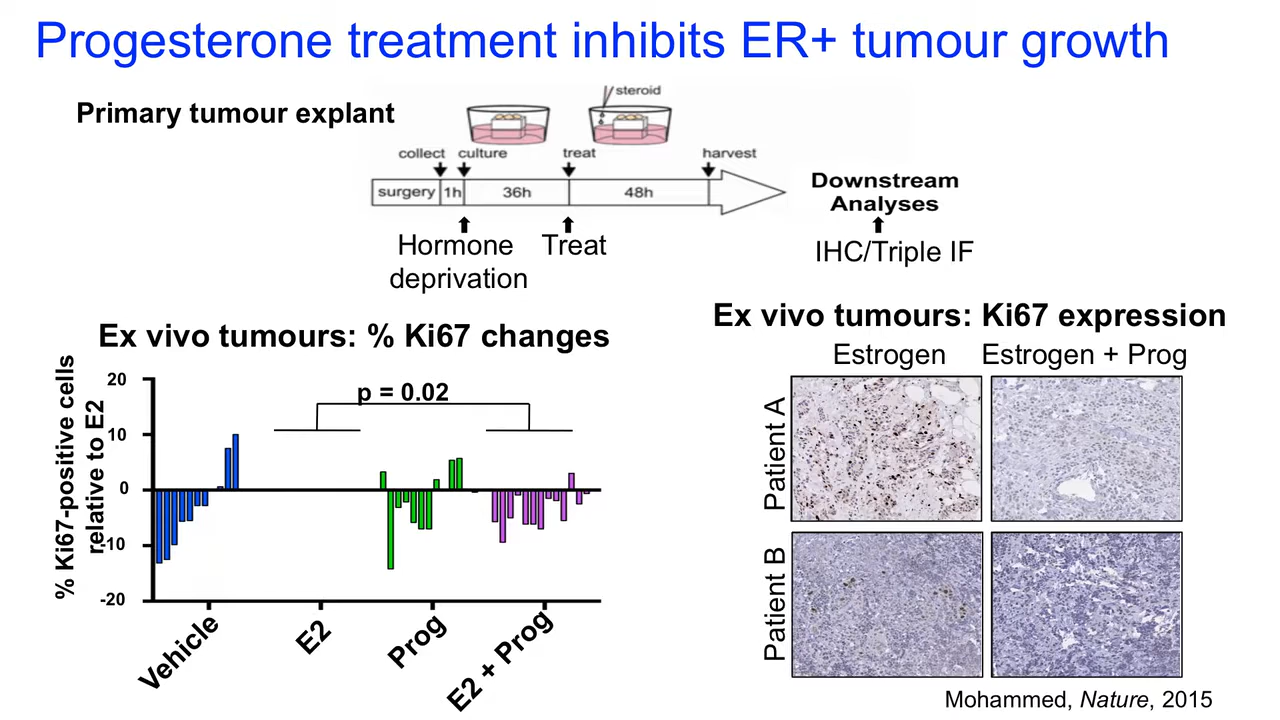 Progesterone treatment inhibits ER+ tumour growth
Primary tumour explant
steroid
collect culture treat harvest
surgery 1h 36h 48h
Downstream
Analyses
Hormone
deprivation
Treat
IHC/Triple IF
Ex vivo tumours: % Ki67 changes
% Ki67-positive cells
relative to E2
20
10
0
-10
-20
p = 0.02
Vehicle
E2
Prog
E2 + Prog
Ex vivo tumours: Ki67 expression
Estrogen Estrogen + Prog
Patient A
Patient B
Mohammed, Nature, 2015